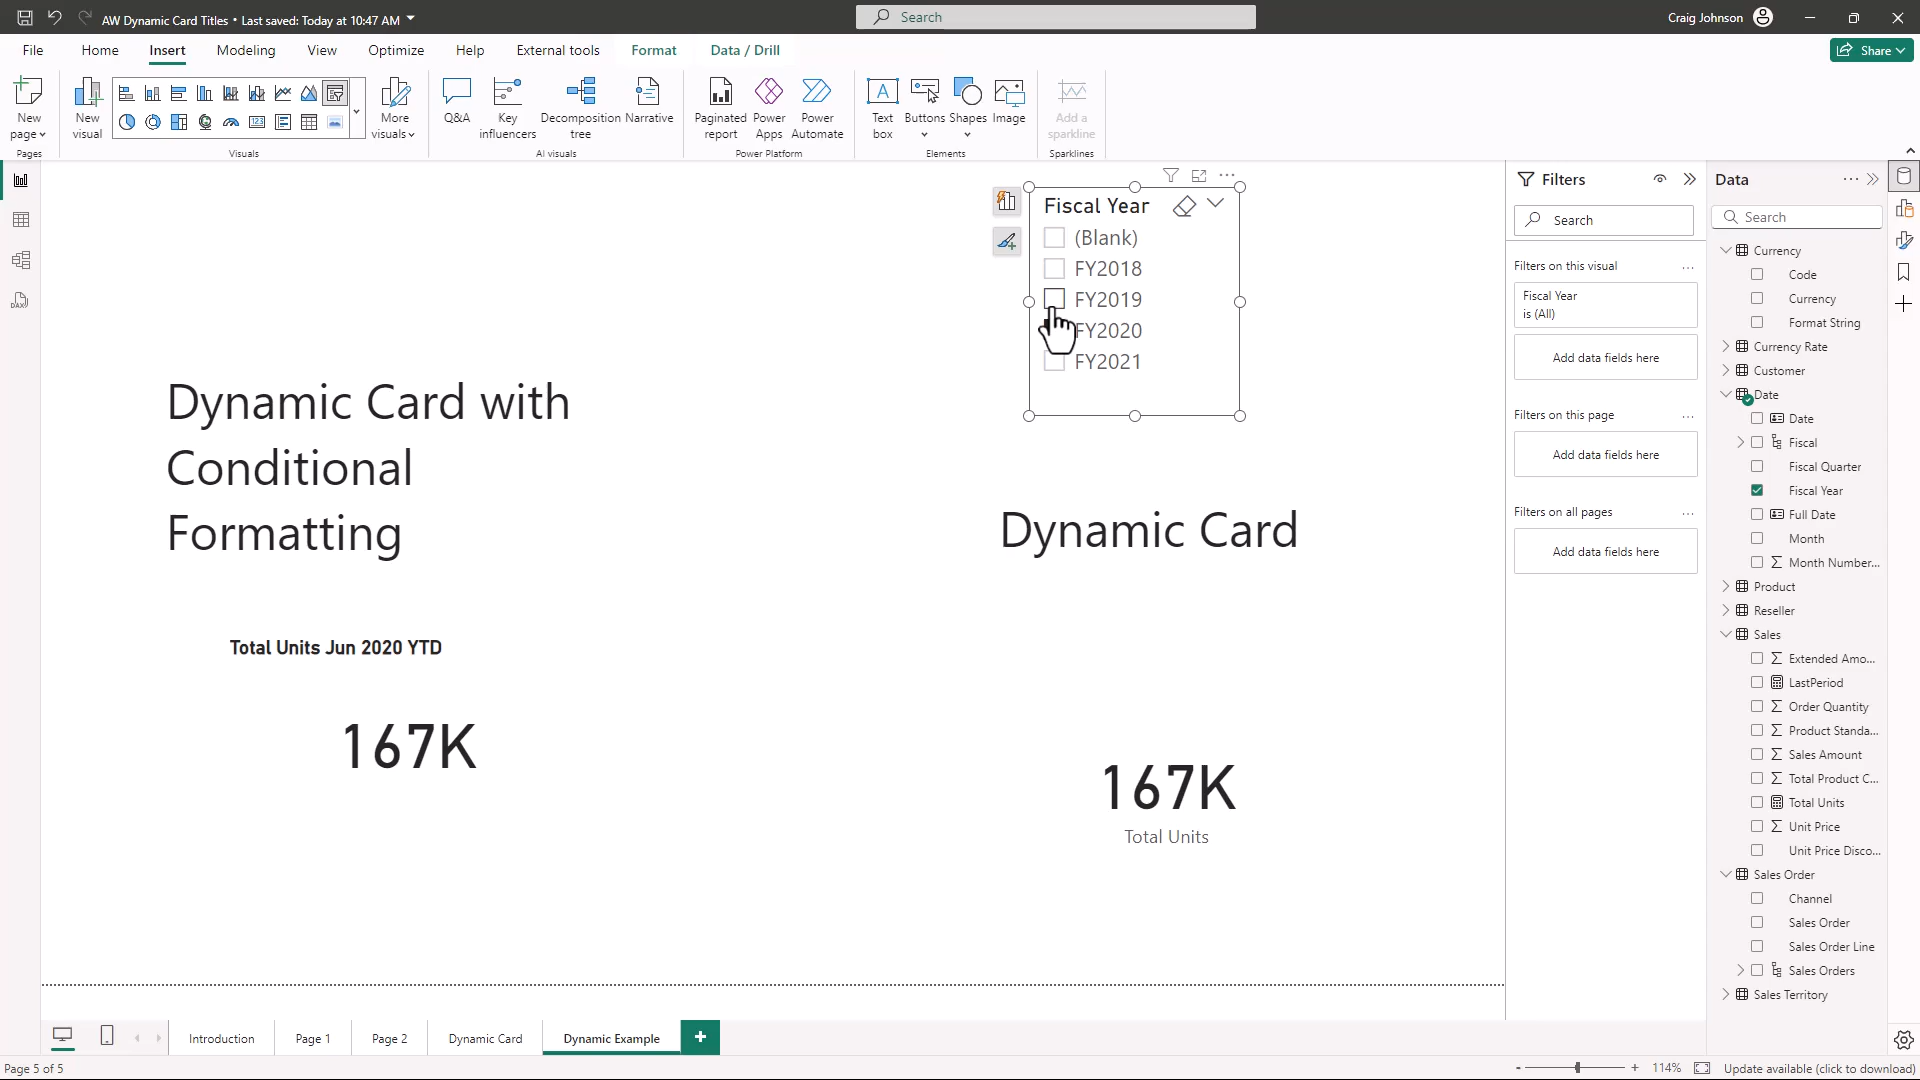 AW Dynamic Card Titles • Last saved: Today at 10:47 AM
Search
Craig Johnson
File
Home
Insert
Modeling
View
Optimize
Help
External tools
Format
Data / Drill
Share
New page
New visual
More visuals
Q&A
Key influencers
Decomposition tree
Narrative
Paginated report
Power Apps
Power Automate
Text box
Buttons
Shapes
Image
Add a sparkline
Pages
Visuals
AI visuals
Power Platform
Elements
Sparklines
Fiscal Year
(Blank)
FY2018
FY2019
FY2020
FY2021
Dynamic Card with
Conditional
Formatting
Dynamic Card
Total Units Jun 2020 YTD
167K
167K
Total Units
Filters
Search
Filters on this visual
...
Fiscal Year
is (All)
Add data fields here
Filters on this page
...
Add data fields here
Filters on all pages
...
Add data fields here
Data
...
Search
Currency
Code
Currency
Format String
Currency Rate
Customer
Date
Date
Fiscal
Fiscal Quarter
Fiscal Year
Full Date
Month
Month Number...
Product
Reseller
Sales
Extended Amo...
LastPeriod
Order Quantity
Product Standa...
Sales Amount
Total Product C...
Total Units
Unit Price
Unit Price Disco...
Sales Order
Channel
Sales Order
Sales Order Line
Sales Orders
Sales Territory
DAX
Introduction
Page 1
Page 2
Dynamic Card
Dynamic Example
+
Page 5 of 5
- + 114%
Update available (click to download)